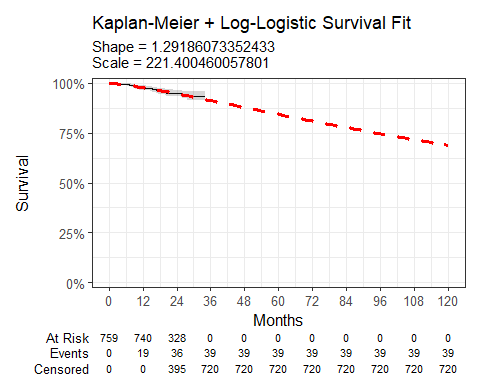 Kaplan-Meier + Log-Logistic Survival Fit
Shape = 1.29186073352433
Scale = 221.400460057801
100%
75%
50%
25%
0%
Survival
0 12 24 36 48 60 72 84 96 108 120
Months
At Risk 759 740 328 0 0 0 0 0 0 0 0
Events 0 19 36 39 39 39 39 39 39 39 39
Censored 0 0 395 720 720 720 720 720 720 720 720